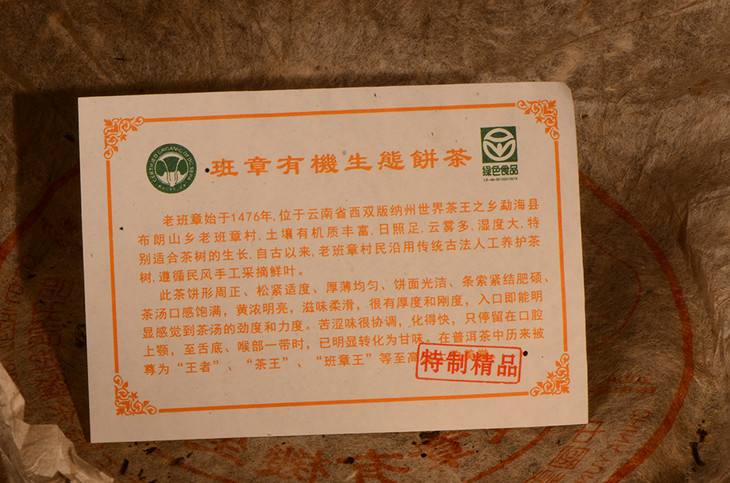 班章有機生態餅茶
綠色食品
老班章始于1476年,位于云南省西双版纳州世界茶王之乡勐海县
布朗山乡老班章村,土壤有机质丰富,日照足,云雾多,湿度大,特
别适合茶树的生长,自古以来,老班章村民沿用传统古法人工养护茶
树,遵循民风手工采摘鲜叶。
此茶饼形周正、松紧适度、厚薄均匀、饼面光洁、条索紧结肥硕、
茶汤口感饱满,黄浓明亮,滋味柔滑,很有厚度和刚度,入口即能明
显感觉到茶汤的劲度和力度。苦涩味很协调,化得快,只停留在口腔
上颚,至舌底、喉部一带时,已明显转化为甘味。在普洱茶中历来被
尊为“王者”、“茶王”、“班章王”等至高
特制精品